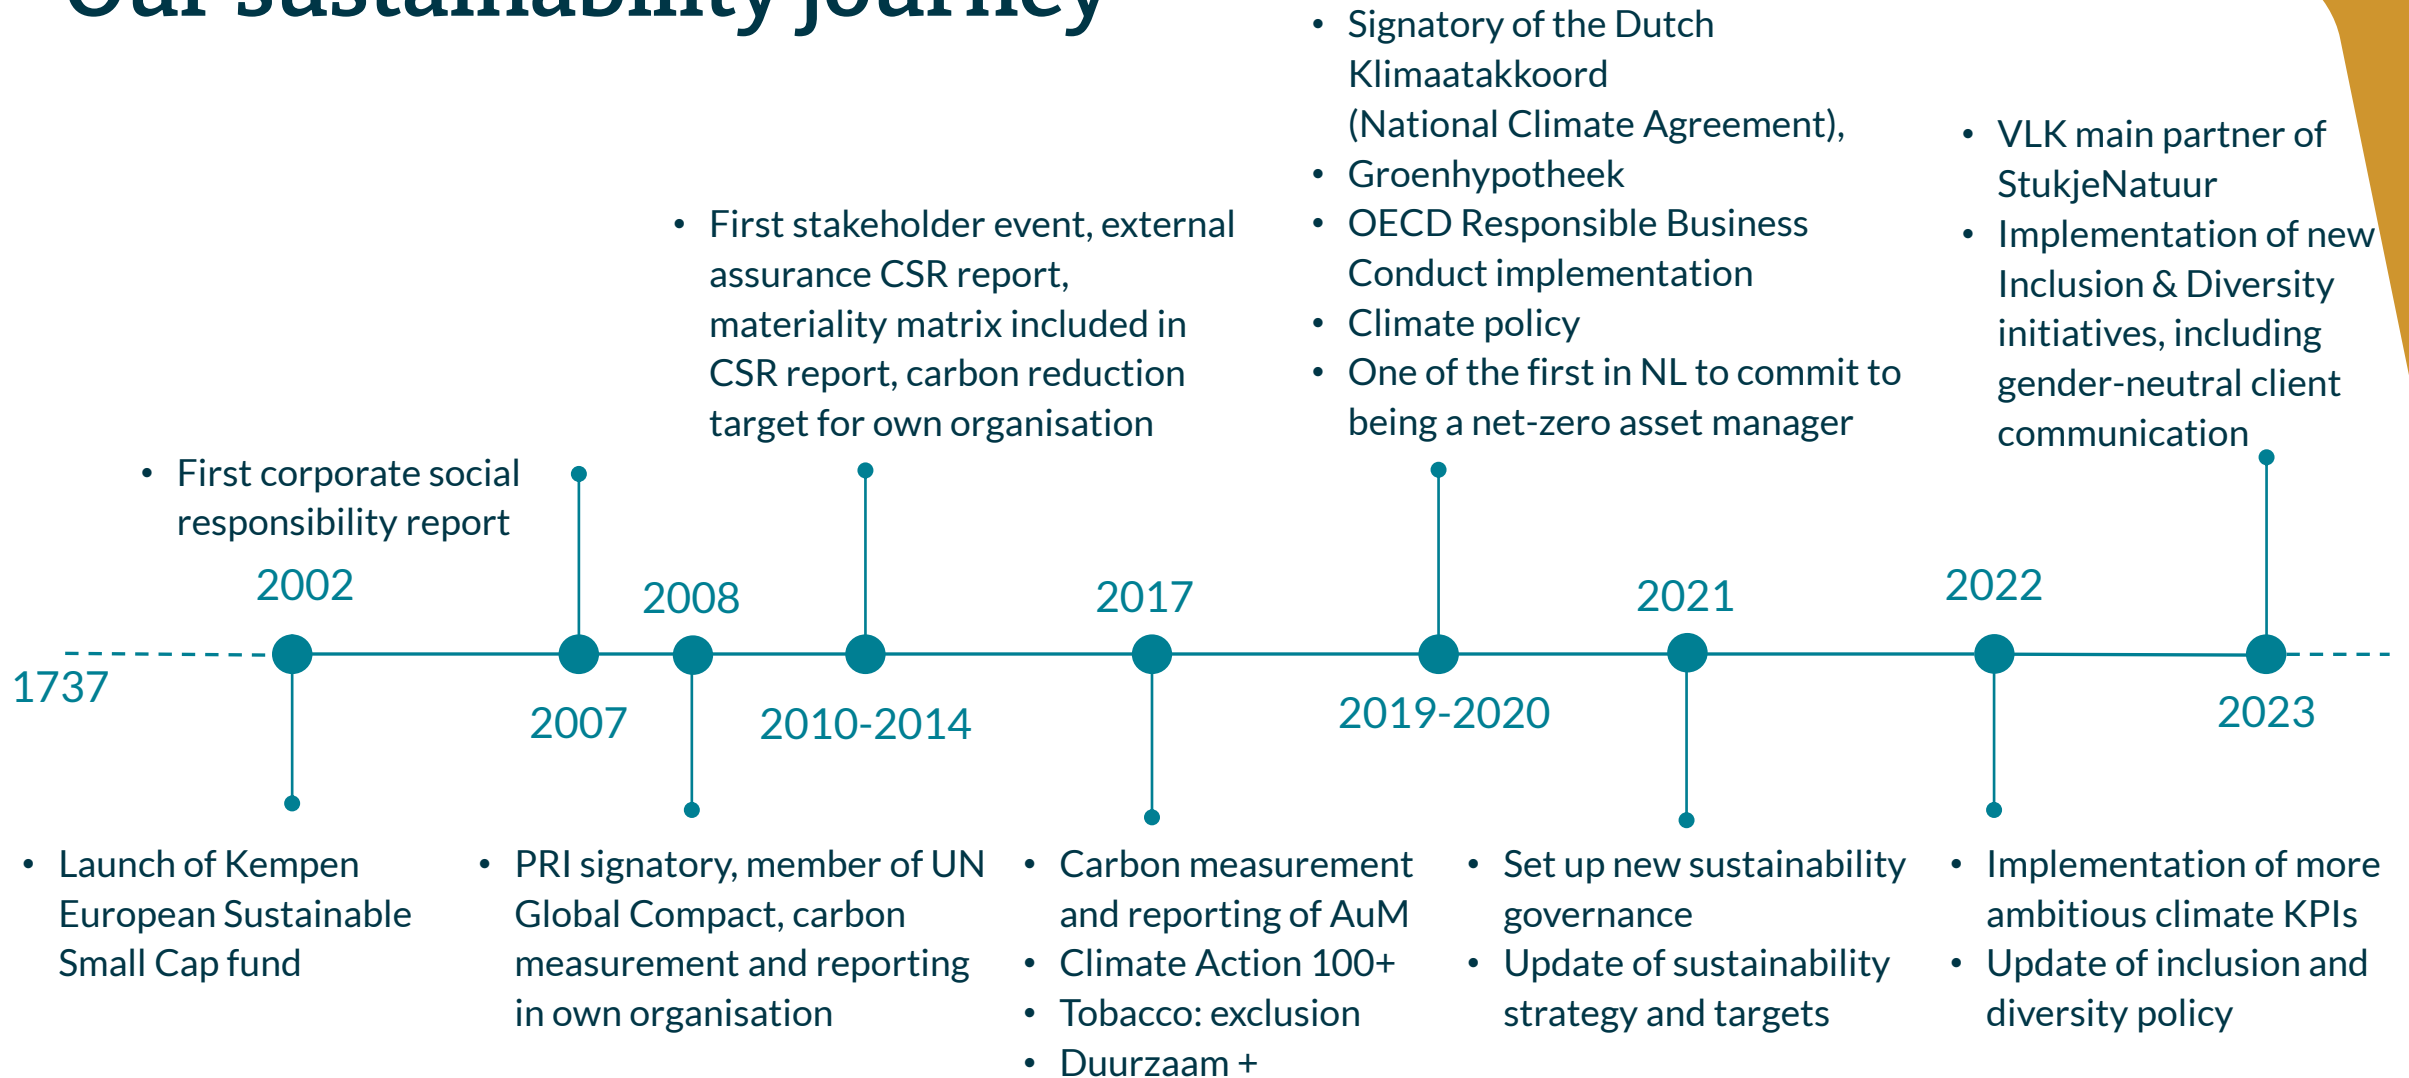 Our sustainability journey
• Signatory of the Dutch
Klimaatakkoord
(National Climate Agreement),
• Groenhypotheek
• OECD Responsible Business
Conduct implementation
• Climate policy
• One of the first in NL to commit to
being a net-zero asset manager
• VLK main partner of
StukjeNatuur
• Implementation of new
Inclusion & Diversity
initiatives, including
gender-neutral client
communication
• First stakeholder event, external
assurance CSR report,
materiality matrix included in
CSR report, carbon reduction
target for own organisation
• First corporate social
responsibility report
1737
2002
2007
2008
2010-2014
2017
2019-2020
2021
2022
2023
• Launch of Kempen
European Sustainable
Small Cap fund
• PRI signatory, member of UN
Global Compact, carbon
measurement and reporting
in own organisation
• Carbon measurement
and reporting of AuM
• Climate Action 100+
• Tobacco: exclusion
• Duurzaam +
• Set up new sustainability
governance
• Update of sustainability
strategy and targets
• Implementation of more
ambitious climate KPIs
• Update of inclusion and
diversity policy